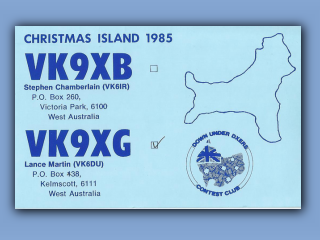 CHRISTMAS ISLAND 1985
VK9XB
Stephen Chamberlain (VK6IR)
P.O. Box 260,
Victoria Park, 6100
West Australia
VK9XG
Lance Martin (VK6DU)
P.O. Box 438,
Kelmscott, 6111
West Australia
DOWN UNDER DXERS
CONTEST CLUB